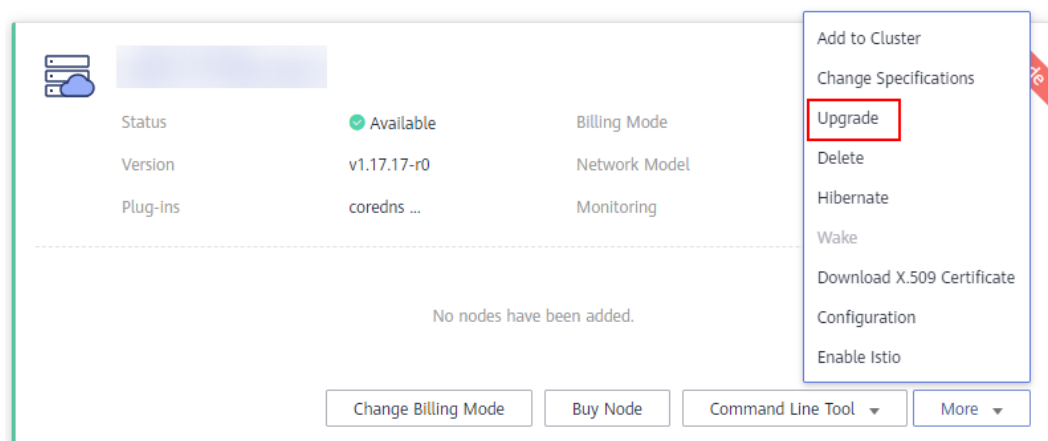 Status Available Billing Mode
Version v1.17.17-r0 Network Model
Plug-ins coredns ... Monitoring
No nodes have been added.
Change Billing Mode Buy Node Command Line Tool More
Add to Cluster
Change Specifications
Upgrade
Delete
Hibernate
Wake
Download X.509 Certificate
Configuration
Enable Istio